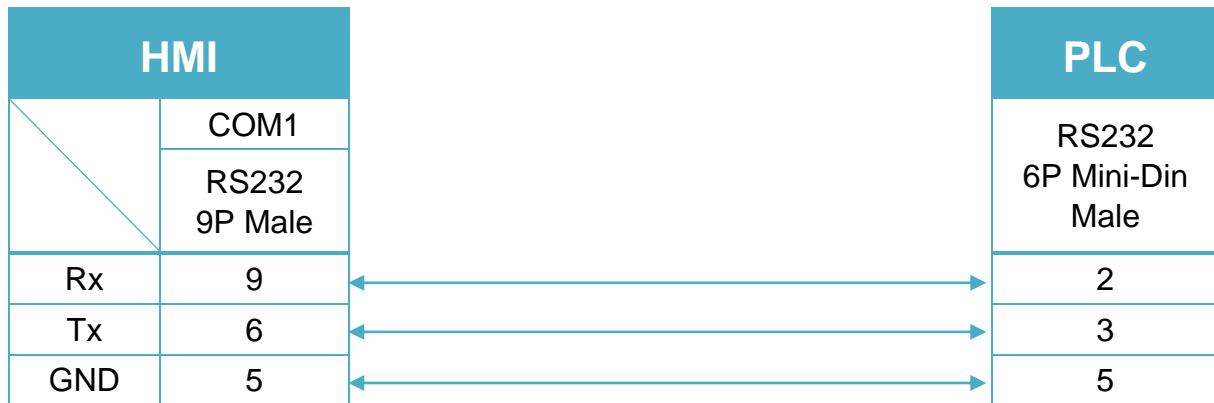 HMI
PLC
COM1
RS232
9P Male
RS232
6P Mini-Din
Male
Rx 9 2
Tx 6 3
GND 5 5